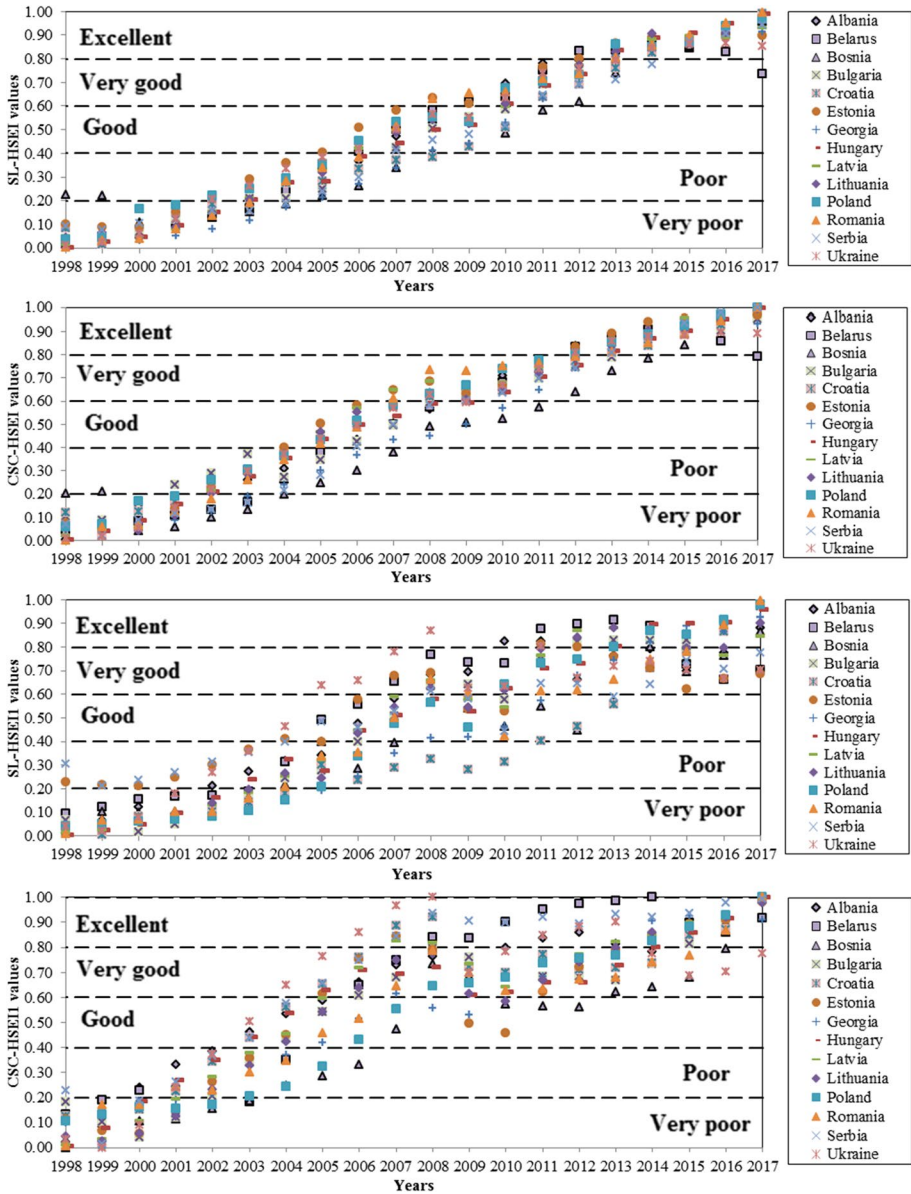 SL-HSEI values
1.00
0.90
0.80
0.70
0.60
0.50
0.40
0.30
0.20
0.10
0.00
Excellent
Very good
Good
Poor
Very poor
1998 1999 2000 2001 2002 2003 2004 2005 2006 2007 2008 2009 2010 2011 2012 2013 2014 2015 2016 2017
Years
Albania
Belarus
Bosnia
Bulgaria
Croatia
Estonia
Georgia
Hungary
Latvia
Lithuania
Poland
Romania
Serbia
Ukraine
CSC-HSEI values
1.00
0.90
0.80
0.70
0.60
0.50
0.40
0.30
0.20
0.10
0.00
Excellent
Very good
Good
Poor
Very poor
1998 1999 2000 2001 2002 2003 2004 2005 2006 2007 2008 2009 2010 2011 2012 2013 2014 2015 2016 2017
Years
Albania
Belarus
Bosnia
Bulgaria
Croatia
Estonia
Georgia
Hungary
Latvia
Lithuania
Poland
Romania
Serbia
Ukraine
SL-HSEI1 values
1.00
0.90
0.80
0.70
0.60
0.50
0.40
0.30
0.20
0.10
0.00
Excellent
Very good
Good
Poor
Very poor
1998 1999 2000 2001 2002 2003 2004 2005 2006 2007 2008 2009 2010 2011 2012 2013 2014 2015 2016 2017
Years
Albania
Belarus
Bosnia
Bulgaria
Croatia
Estonia
Georgia
Hungary
Latvia
Lithuania
Poland
Romania
Serbia
Ukraine
CSC-HSEI1 values
1.00
0.90
0.80
0.70
0.60
0.50
0.40
0.30
0.20
0.10
0.00
Excellent
Very good
Good
Poor
Very poor
1998 1999 2000 2001 2002 2003 2004 2005 2006 2007 2008 2009 2010 2011 2012 2013 2014 2015 2016 2017
Years
Albania
Belarus
Bosnia
Bulgaria
Croatia
Estonia
Georgia
Hungary
Latvia
Lithuania
Poland
Romania
Serbia
Ukraine